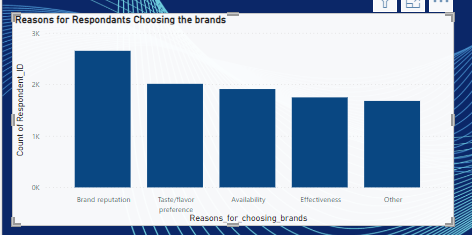 Reasons for Respondants Choosing the brands
3K
2K
1K
0K
Count of Respondent_ID
Brand reputation
Taste/flavor
preference
Availability
Effectiveness
Other
Reasons_for_choosing_brands